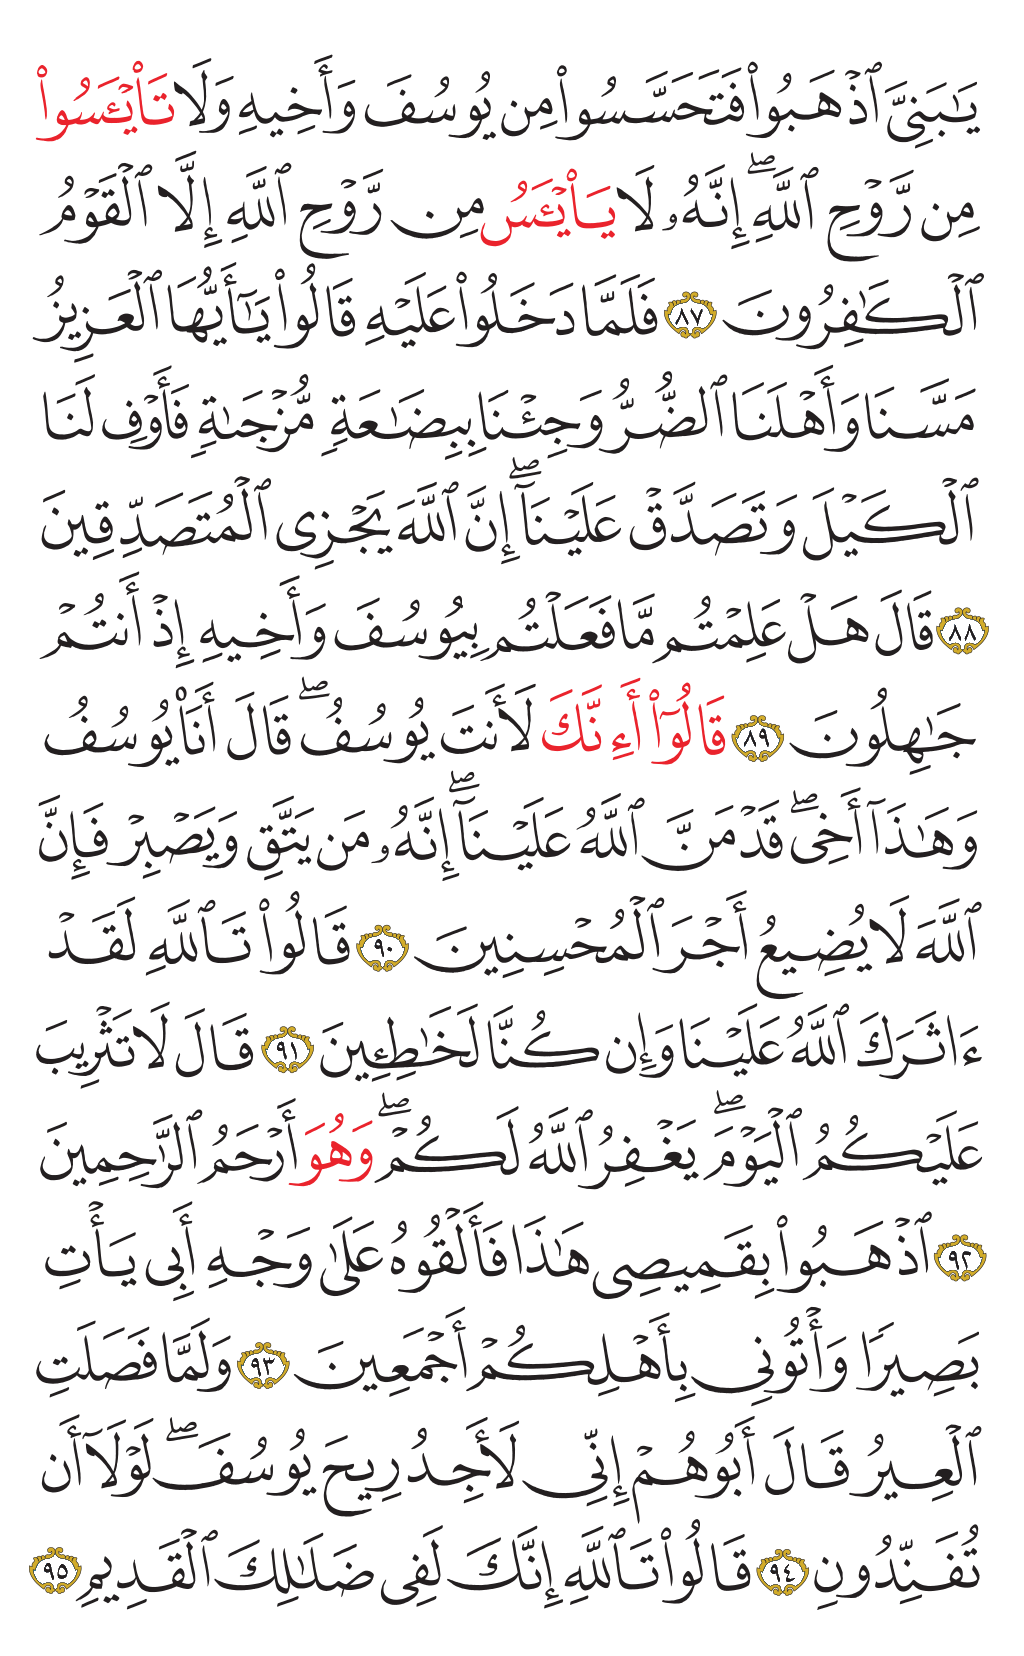 يَـٰبَنِىَّ ٱذۡهَبُواْ فَتَحَسَّسُواْ مِن يُوسُفَ وَأَخِيهِ وَلَا تَاْيۡـَٔسُواْ
مِن رَّوۡحِ ٱللَّهِۖ إِنَّهُۥ لَا يَاْيۡـَٔسُ مِن رَّوۡحِ ٱللَّهِ إِلَّا ٱلۡقَوۡمُ
ٱلۡكَـٰفِرُونَ ٨٧ فَلَمَّا دَخَلُواْ عَلَيۡهِ قَالُواْ يَـٰٓأَيُّهَا ٱلۡعَزِيزُ
مَسَّنَا وَأَهۡلَنَا ٱلضُّرُّ وَجِئۡنَا بِبِضَـٰعَةٍ مُّزۡجَىٰةٍ فَأَوۡفِ لَنَا
ٱلۡكَيۡلَ وَتَصَدَّقۡ عَلَيۡنَآۖ إِنَّ ٱللَّهَ يَجۡزِى ٱلۡمُتَصَدِّقِينَ
٨٨ قَالَ هَلۡ عَلِمۡتُم مَّا فَعَلۡتُم بِيُوسُفَ وَأَخِيهِ إِذۡ أَنتُمۡ
جَـٰهِلُونَ ٨٩ قَالُوٓاْ أَءِنَّكَ لَأَنتَ يُوسُفُۖ قَالَ أَنَا۠ يُوسُفُ
وَهَـٰذَآ أَخِىۖ قَدۡ مَنَّ ٱللَّهُ عَلَيۡنَآۖ إِنَّهُۥ مَن يَتَّقِ وَيَصۡبِرۡ فَإِنَّ
ٱللَّهَ لَا يُضِيعُ أَجۡرَ ٱلۡمُحۡسِنِينَ ٩٠ قَالُواْ تَٱللَّهِ لَقَدۡ
ءَاثَرَكَ ٱللَّهُ عَلَيۡنَا وَإِن كُنَّا لَخَـٰطِـِٔينَ ٩١ قَالَ لَا تَثۡرِيبَ
عَلَيۡكُمُ ٱلۡيَوۡمَۖ يَغۡفِرُ ٱللَّهُ لَكُمۡۖ وَهُوَ أَرۡحَمُ ٱلرَّٰحِمِينَ
٩٢ ٱذۡهَبُواْ بِقَمِيصِى هَـٰذَا فَأَلۡقُوهُ عَلَىٰ وَجۡهِ أَبِى يَأۡتِ
بَصِيرًا وَأۡتُونِى بِأَهۡلِكُمۡ أَجۡمَعِينَ ٩٣ وَلَمَّا فَصَلَتِ
ٱلۡعِيرُ قَالَ أَبُوهُمۡ إِنِّى لَأَجِدُ رِيحَ يُوسُفَۖ لَوۡلَآ أَن
تُفَنِّدُونِ ٩٤ قَالُواْ تَٱللَّهِ إِنَّكَ لَفِى ضَلَـٰلِكَ ٱلۡقَدِيمِ ٩٥